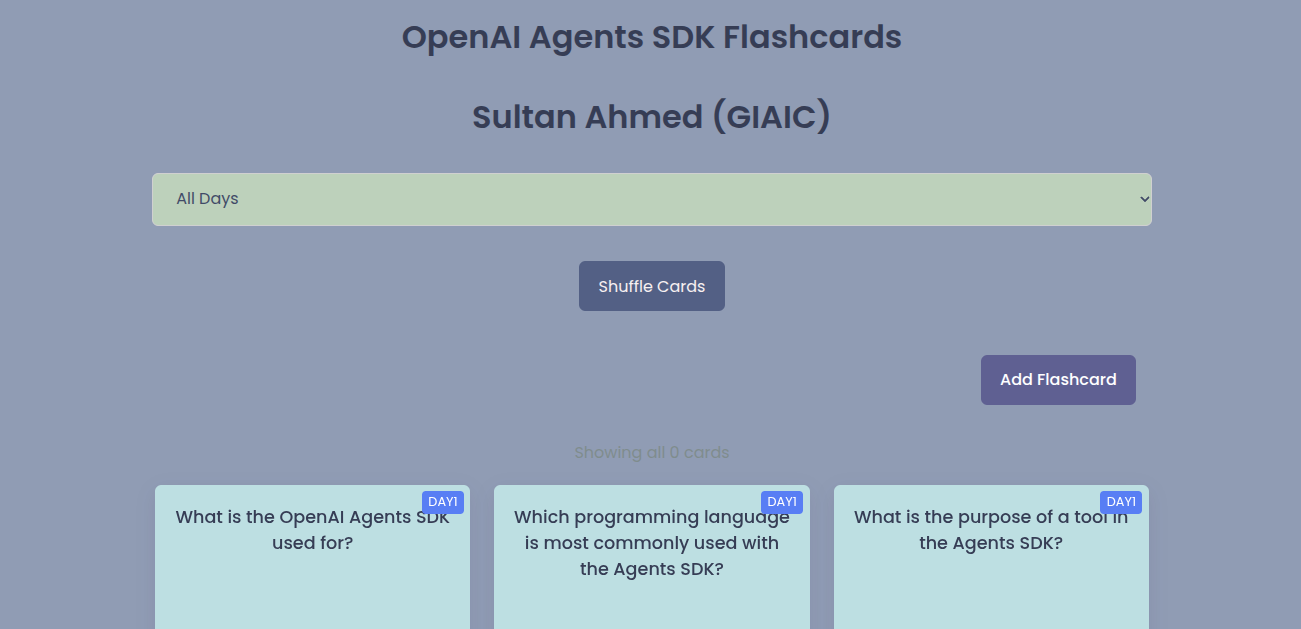 OpenAI Agents SDK Flashcards
Sultan Ahmed (GIAIC)
All Days
Shuffle Cards
Add Flashcard
Showing all 0 cards
DAY1
What is the OpenAI Agents SDK
used for?
DAY1
Which programming language
is most commonly used with
the Agents SDK?
DAY1
What is the purpose of a tool in
the Agents SDK?